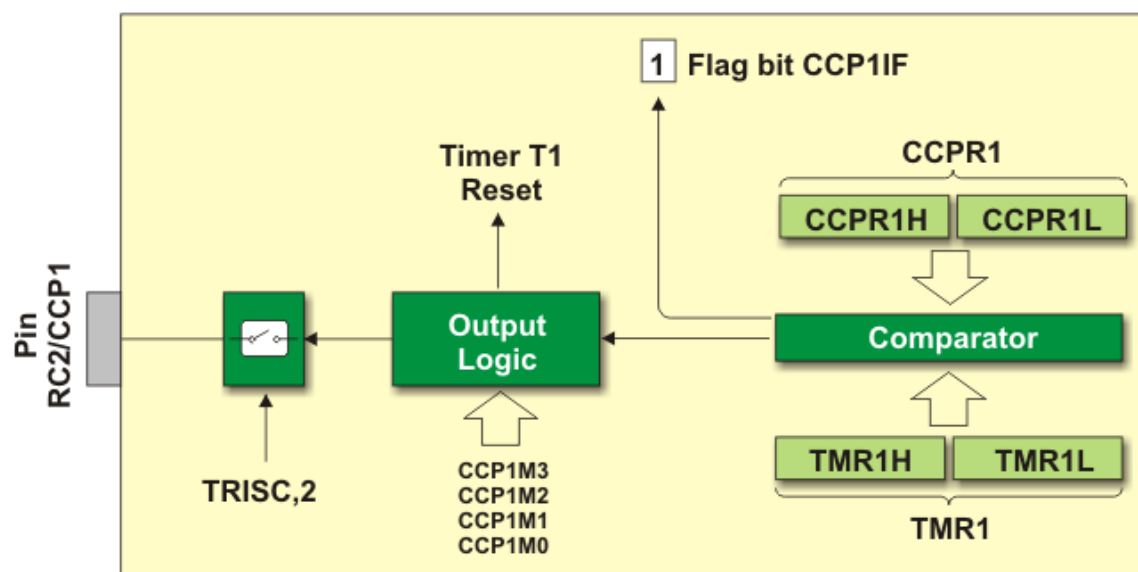 1 Flag bit CCP1IF
Timer T1
Reset
CCPR1
CCPR1H CCPR1L
Pin
RC2/CCP1
Output
Logic
Comparator
TRISC,2
CCP1M3
CCP1M2
CCP1M1
CCP1M0
TMR1H TMR1L
TMR1